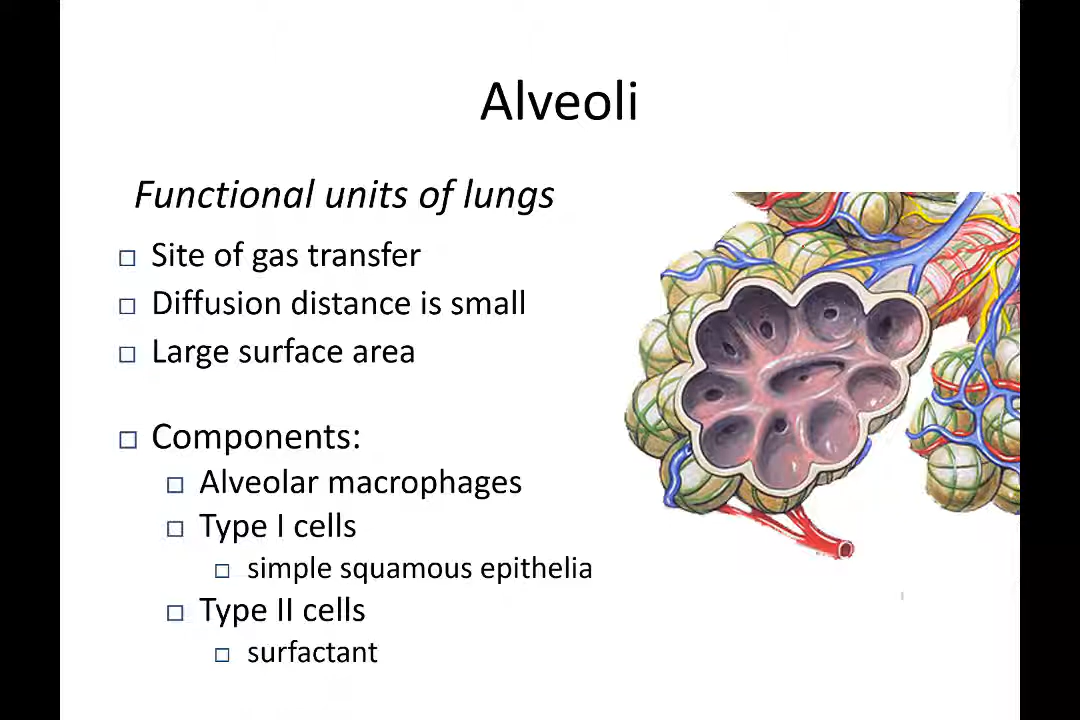 Alveoli
Functional units of lungs
Site of gas transfer
Diffusion distance is small
Large surface area
Components:
Alveolar macrophages
Type I cells
simple squamous epithelia
Type II cells
surfactant